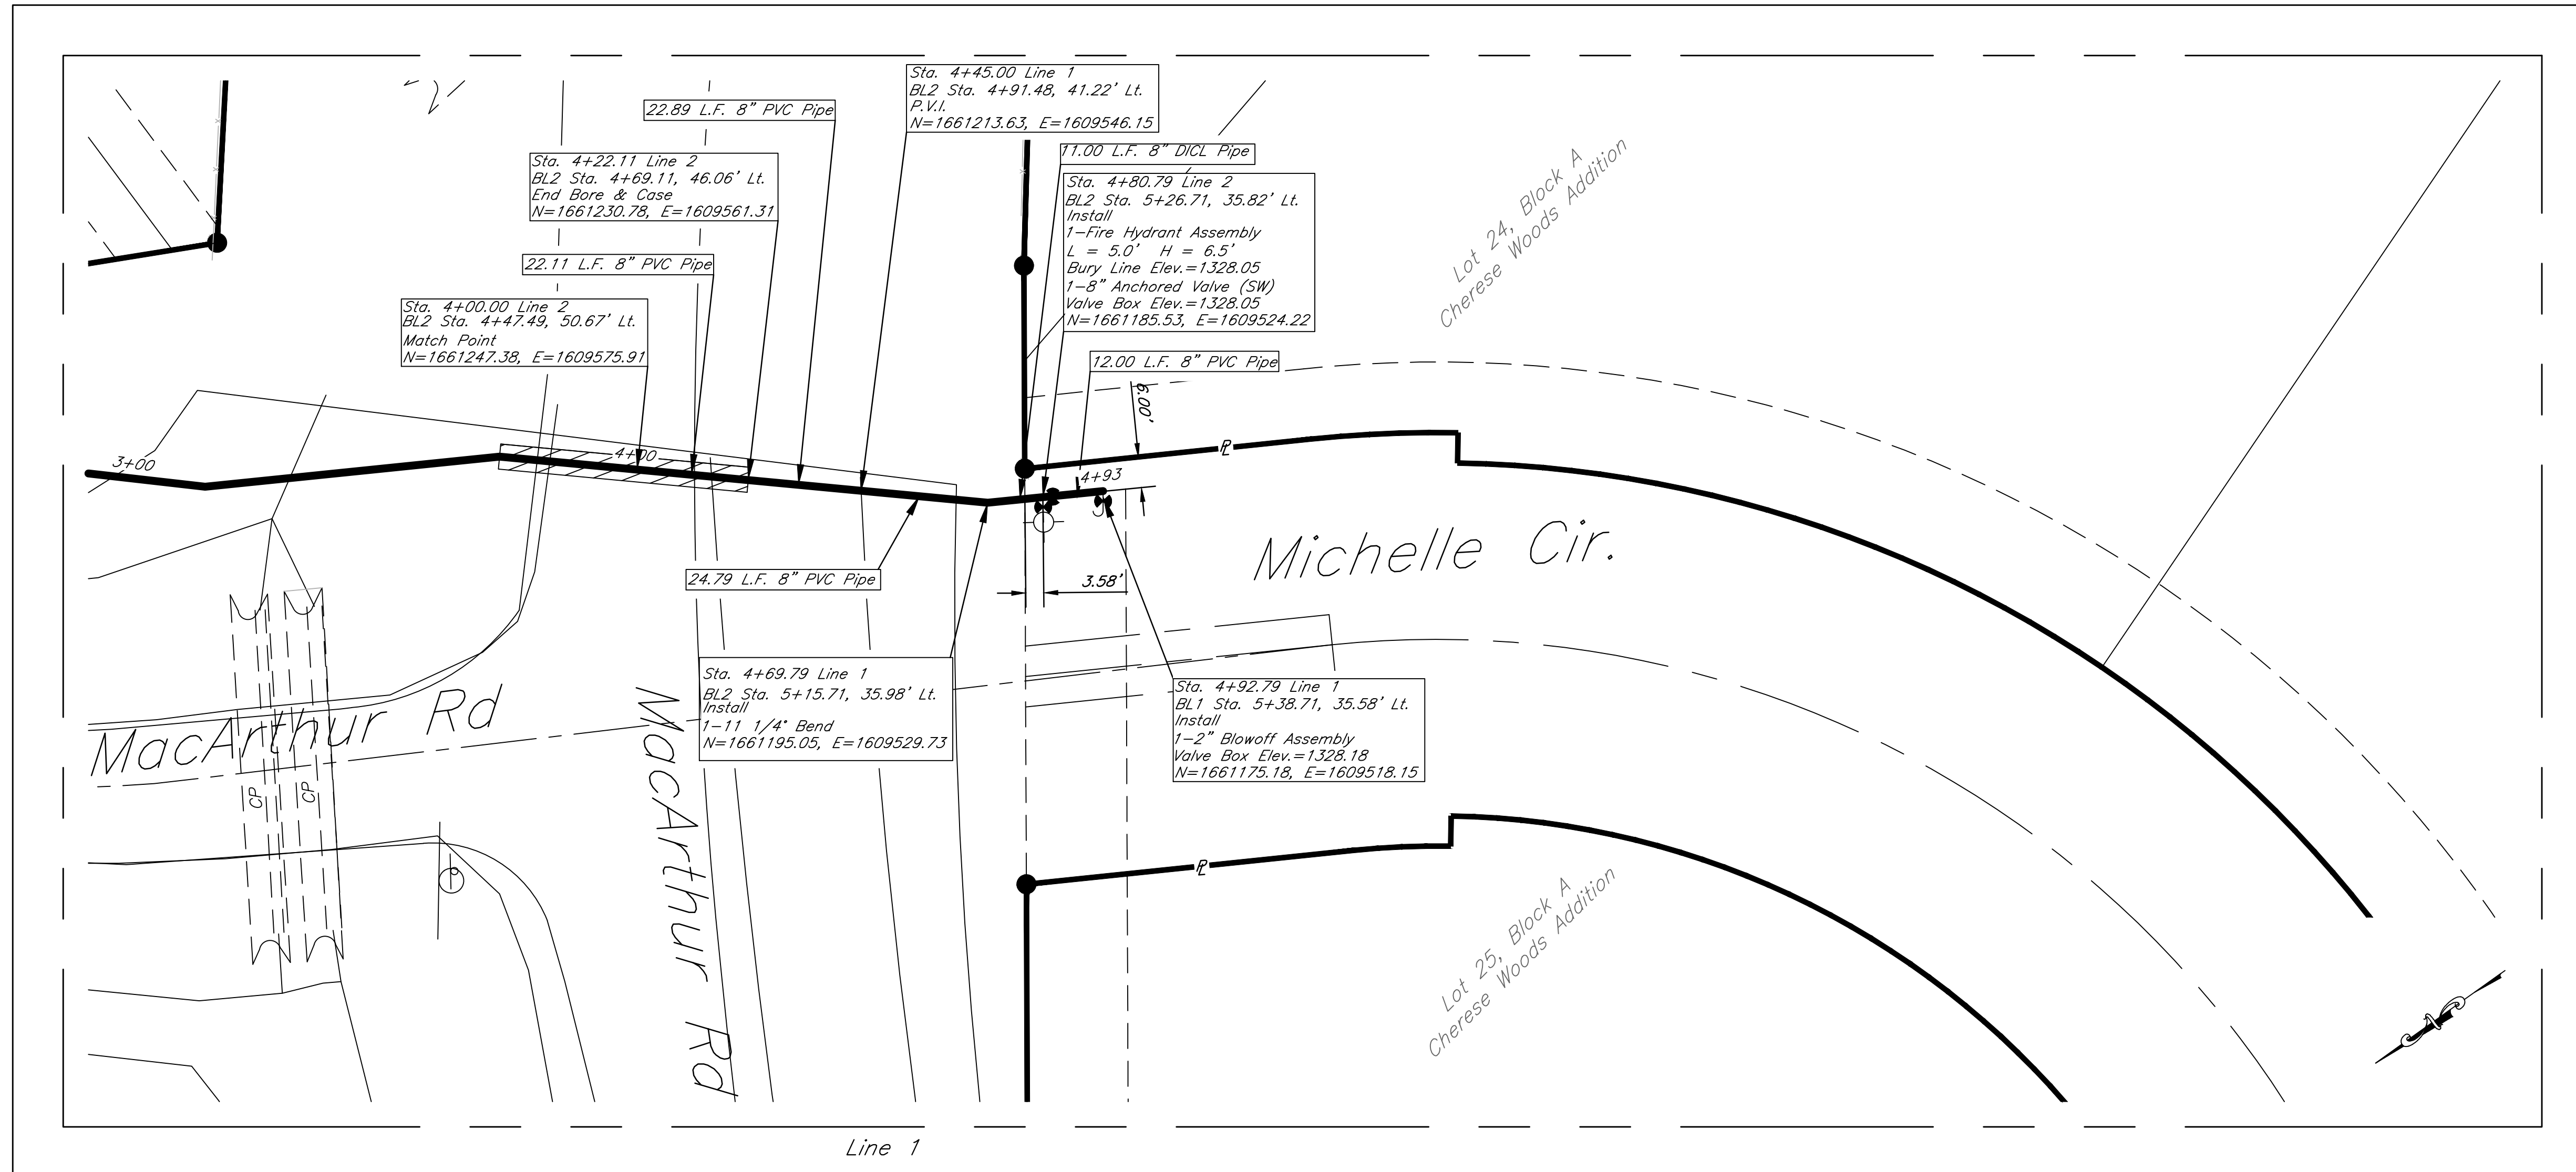 Sta. 4+45.00 Line 1
BL2 Sta. 4+91.48, 41.22' Lt.
P.V.I.
N=1661213.63, E=1609546.15
22.89 L.F. 8" PVC Pipe
11.00 L.F. 8" DICL Pipe
Sta. 4+22.11 Line 2
BL2 Sta. 4+69.11, 46.06' Lt.
End Bore & Case
N=1661230.78, E=1609561.31
Sta. 4+80.79 Line 2
BL2 Sta. 5+26.71, 35.82' Lt.
Install
1-Fire Hydrant Assembly
L = 5.0' H = 6.5'
Bury Line Elev.=1328.05
1-8" Anchored Valve (SW)
Valve Box Elev.=1328.05
N=1661185.53, E=1609524.22
Lot 24, Block A
Cherese Woods Addition
22.11 L.F. 8" PVC Pipe
Sta. 4+00.00 Line 2
BL2 Sta. 4+47.49, 50.67' Lt.
Match Point
N=1661247.38, E=1609575.91
12.00 L.F. 8" PVC Pipe
6.00'
3+00
4+00
4+93
PL
Michelle Cir.
24.79 L.F. 8" PVC Pipe
3.58'
Sta. 4+69.79 Line 1
BL2 Sta. 5+15.71, 35.98' Lt.
Install
1-11 1/4° Bend
N=1661195.05, E=1609529.73
Sta. 4+92.79 Line 1
BL1 Sta. 5+38.71, 35.58' Lt.
Install
1-2" Blowoff Assembly
Valve Box Elev.=1328.18
N=1661175.18, E=1609518.15
MacArthur Rd
MacArthur Rd
CP
CP
PL
Lot 25, Block A
Cherese Woods Addition
Line 1